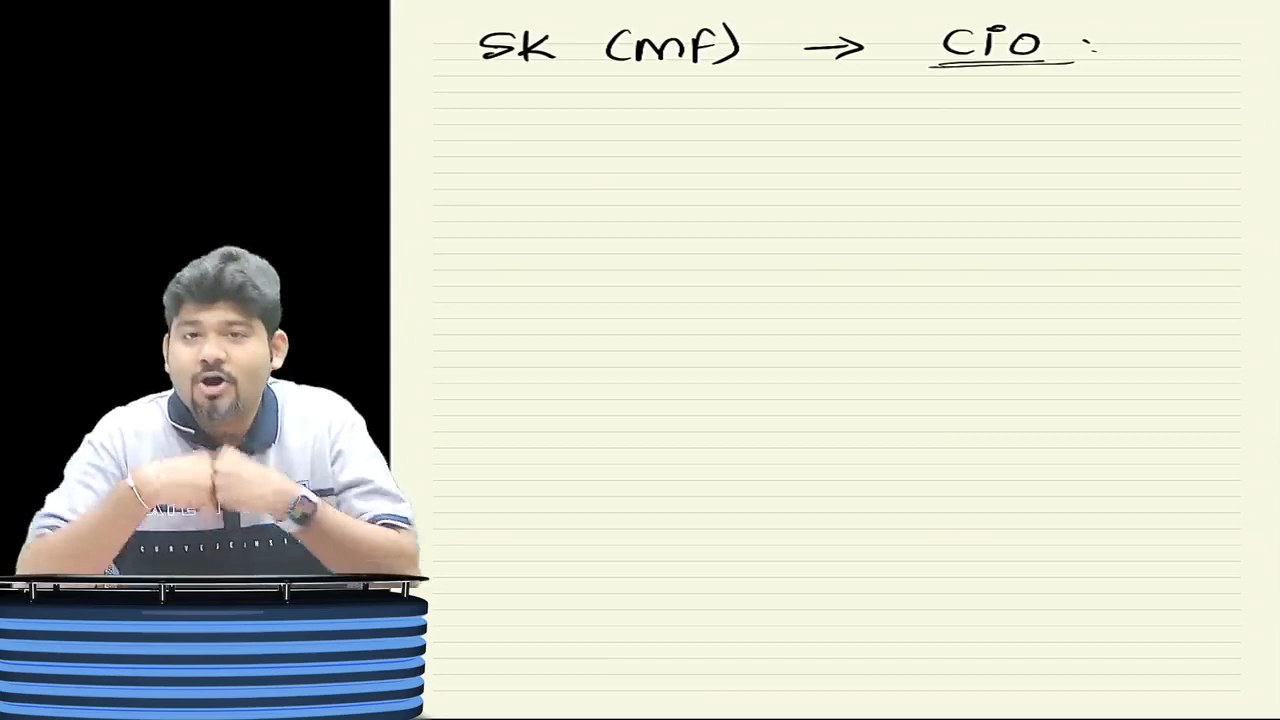 SK (MF) → CIO :